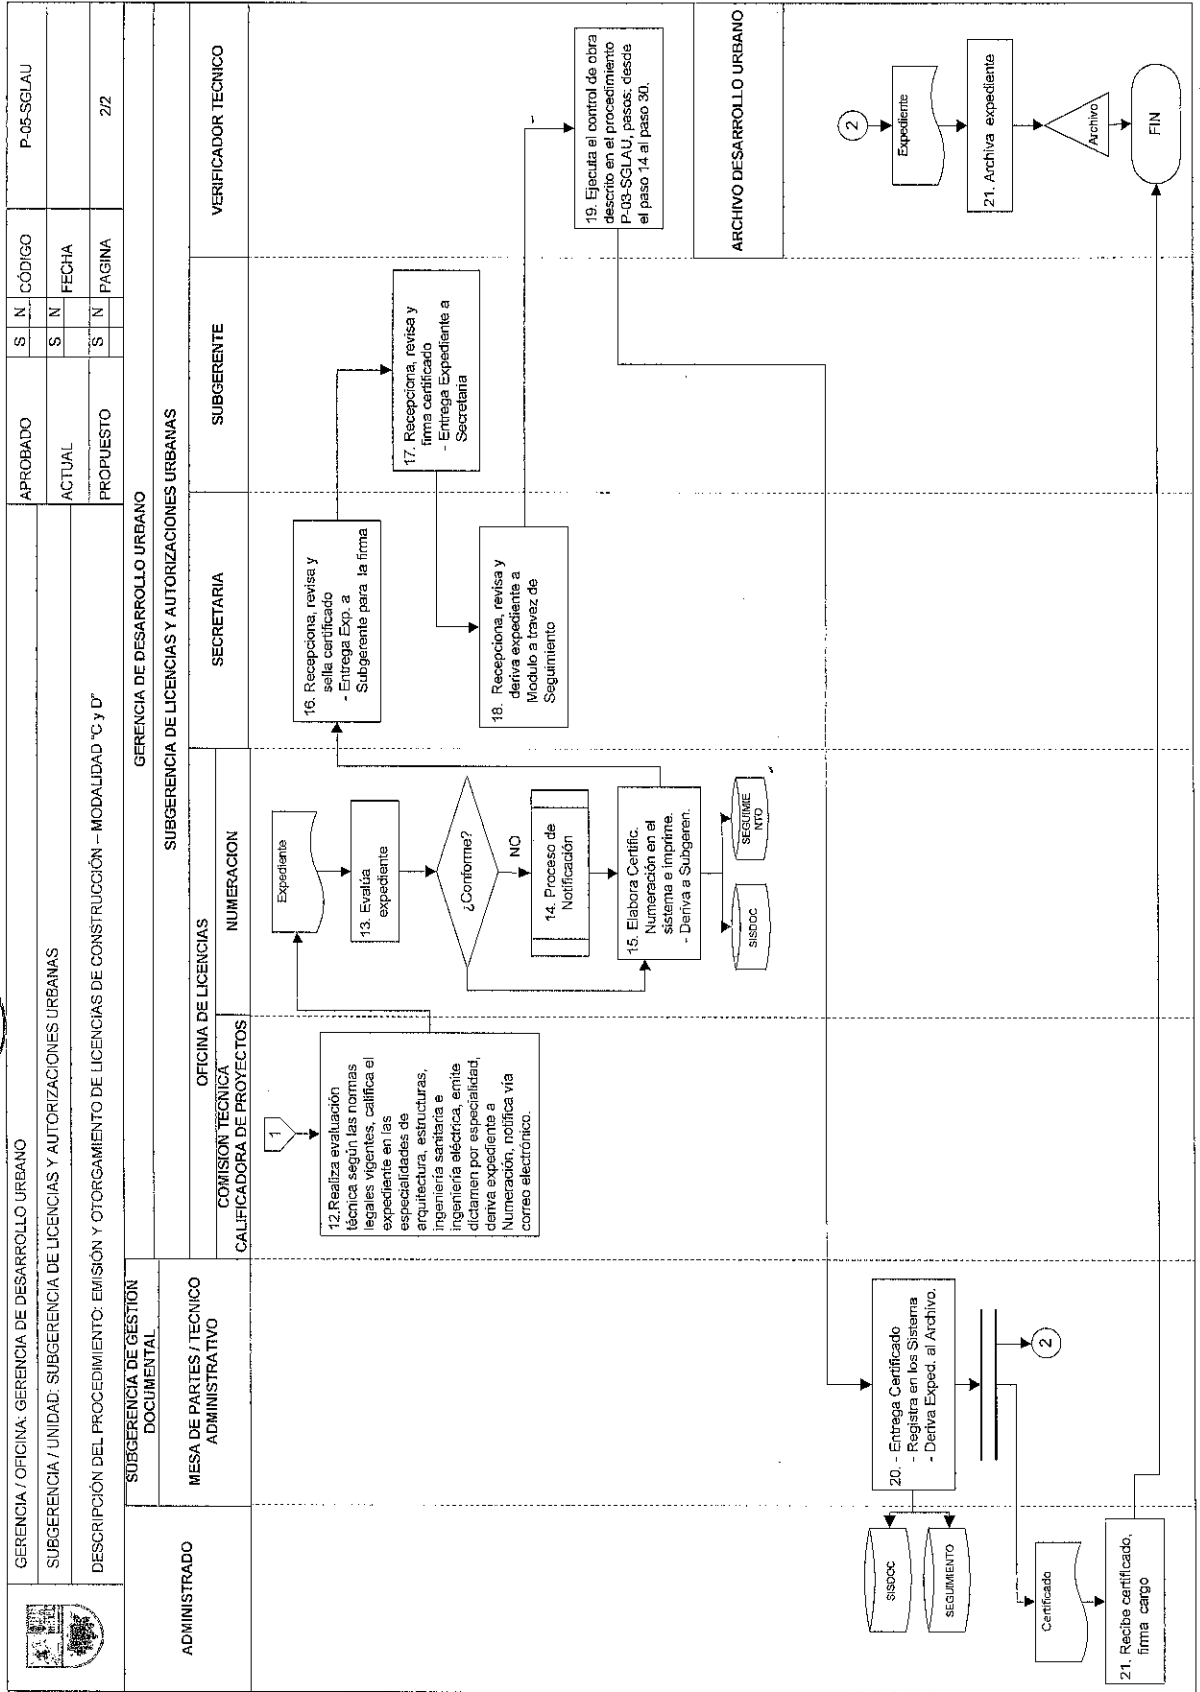 GERENCIA / OFICINA: GERENCIA DE DESARROLLO URBANO
APROBADO
S N
CÓDIGO
P-05-SGLAU
SUBGERENCIA / UNIDAD: SUBGERENCIA DE LICENCIAS Y AUTORIZACIONES URBANAS
ACTUAL
S N
FECHA
DESCRIPCIÓN DEL PROCEDIMIENTO: EMISIÓN Y OTORGAMIENTO DE LICENCIAS DE CONSTRUCCIÓN – MODALIDAD "C y D"
PROPUESTO
S N
PAGINA
2/2
GERENCIA DE DESARROLLO URBANO
SUBGERENCIA DE GESTIÓN
DOCUMENTAL
SUBGERENCIA DE LICENCIAS Y AUTORIZACIONES URBANAS
ADMINISTRADO
MESA DE PARTES / TECNICO
ADMINISTRATIVO
OFICINA DE LICENCIAS
COMISION TECNICA
CALIFICADORA DE PROYECTOS
NUMERACION
SECRETARIA
SUBGERENTE
VERIFICADOR TECNICO
1
12.Realiza evaluación
técnica según las normas
legales vigentes, califica el
expediente en las
especialidades de
arquitectura, estructuras,
ingeniería sanitaria e
ingeniería eléctrica, emite
dictamen por especialidad,
deriva expediente a
Numeración, notifica vía
correo electrónico.
Expediente
13. Evalúa
expediente
¿Conforme?
NO
14. Proceso de
Notificación
15. Elabora Certific.
Numeración en el
sistema e imprime.
- Deriva a Subgeren.
SISDOC
SEGUIMIE
NTO
16. Recepciona, revisa y
sella certificado
- Entrega Exp. a
Subgerente para la firma
17. Recepciona, revisa y
firma certificado
- Entrega Expediente a
Secretaria
18. Recepciona, revisa y
deriva expediente a
Modulo a travez de
Seguimiento
19. Ejecuta el control de obra
descrito en el procedimiento
P-03-SGLAU, pasos; desde
el paso 14 al paso 30.
ARCHIVO DESARROLLO URBANO
20. - Entrega Certificado
- Registra en los Sistema
- Deriva Exped. al Archivo.
SISDOC
SEGUIMIENTO
2
Certificado
21. Recibe certificado,
firma cargo
2
Expediente
21. Archiva expediente
Archivo
FIN